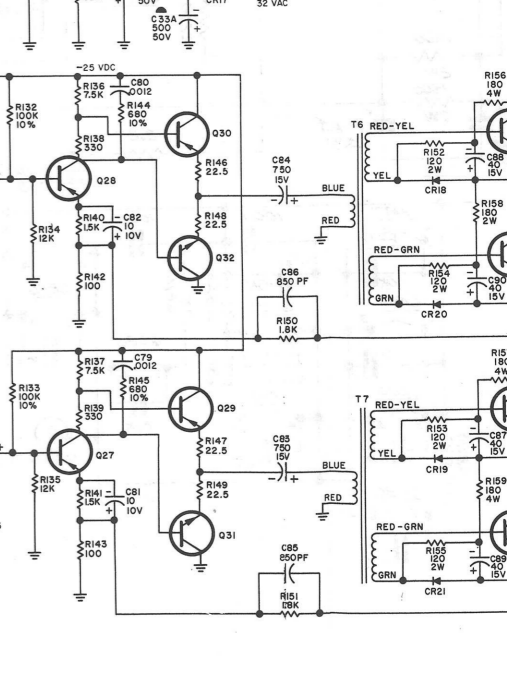 50V
CR17
32 VAC
C33A
500
50V
-25 VDC
R136
7.5K
C80
.0012
R132
100K
10%
R144
680
10%
R138
330
Q30
Q28
R146
22.5
R140
1.5K
C82
10
10V
R134
12K
R148
22.5
Q32
R142
100
C84
750
15V
T6
RED-YEL
BLUE
RED
YEL
R152
120
2W
CR18
R156
180
4W
C88
40
15V
R158
180
2W
RED-GRN
R154
120
2W
GRN
CR20
C90
40
15V
C86
850 PF
R150
1.8K
R137
7.5K
C79
.0012
R133
100K
10%
R145
680
10%
R139
330
Q29
Q27
R147
22.5
R141
1.5K
C81
10
10V
R135
12K
R149
22.5
Q31
R143
100
C83
750
15V
T7
RED-YEL
BLUE
RED
YEL
R153
120
2W
CR19
R15
180
4W
C87
40
15V
R159
180
4W
RED-GRN
R155
120
2W
GRN
CR21
C89
40
15V
C85
850PF
R151
1.8K